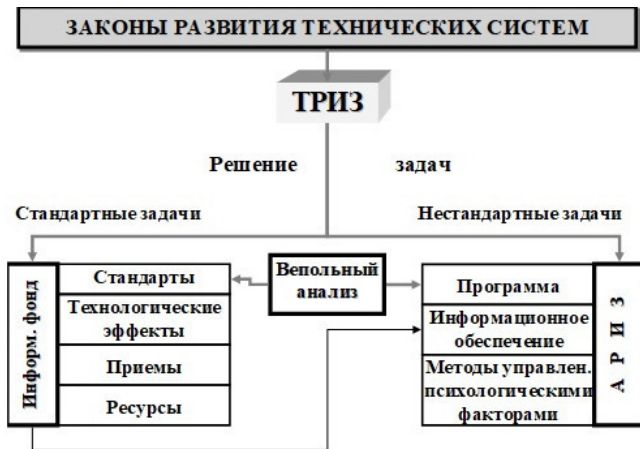 ЗАКОНЫ РАЗВИТИЯ ТЕХНИЧЕСКИХ СИСТЕМ
ТРИЗ
Решение задач
Стандартные задачи
Нестандартные задачи
Информ. фонд
Стандарты
Технологические
эффекты
Приемы
Ресурсы
Вепольный
анализ
Программа
Информационное
обеспечение
Методы управлен.
психологическими
факторами
АРИЗ